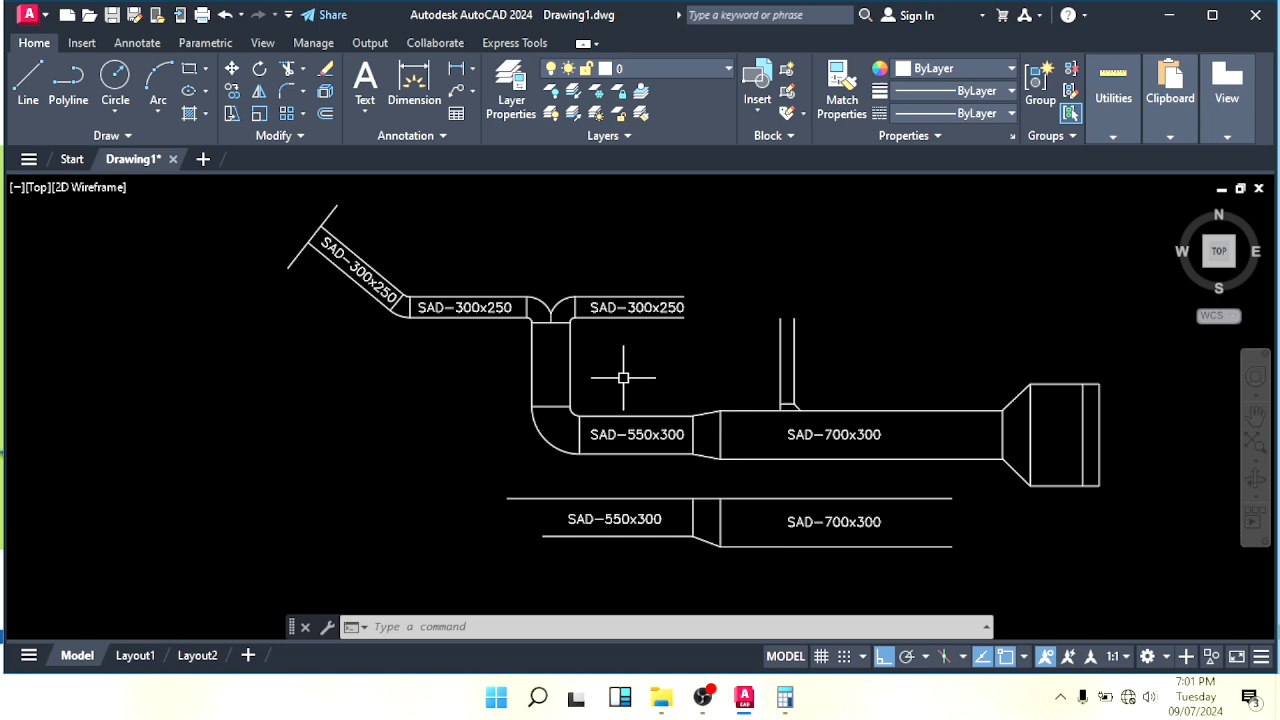 A CAD Share Autodesk AutoCAD 2024 Drawing1.dwg Type a keyword or phrase Sign In
Home Insert Annotate Parametric View Manage Output Collaborate Express Tools
0
ByLayer
ByLayer
ByLayer
Line Polyline Circle Arc
Text Dimension
Layer
Properties
Insert
Match
Properties
Group
Utilities Clipboard View
Draw Modify Annotation Layers Block Properties Groups
Start Drawing1*
[−][Top][2D Wireframe]
N
W TOP E
S
WCS
SAD-300x250
SAD-300x250 SAD-300x250
SAD-550x300 SAD-700x300
SAD-550x300 SAD-700x300
Type a command
Model Layout1 Layout2 MODEL 1:1
7:01 PM
Tuesday
09/07/2024
3